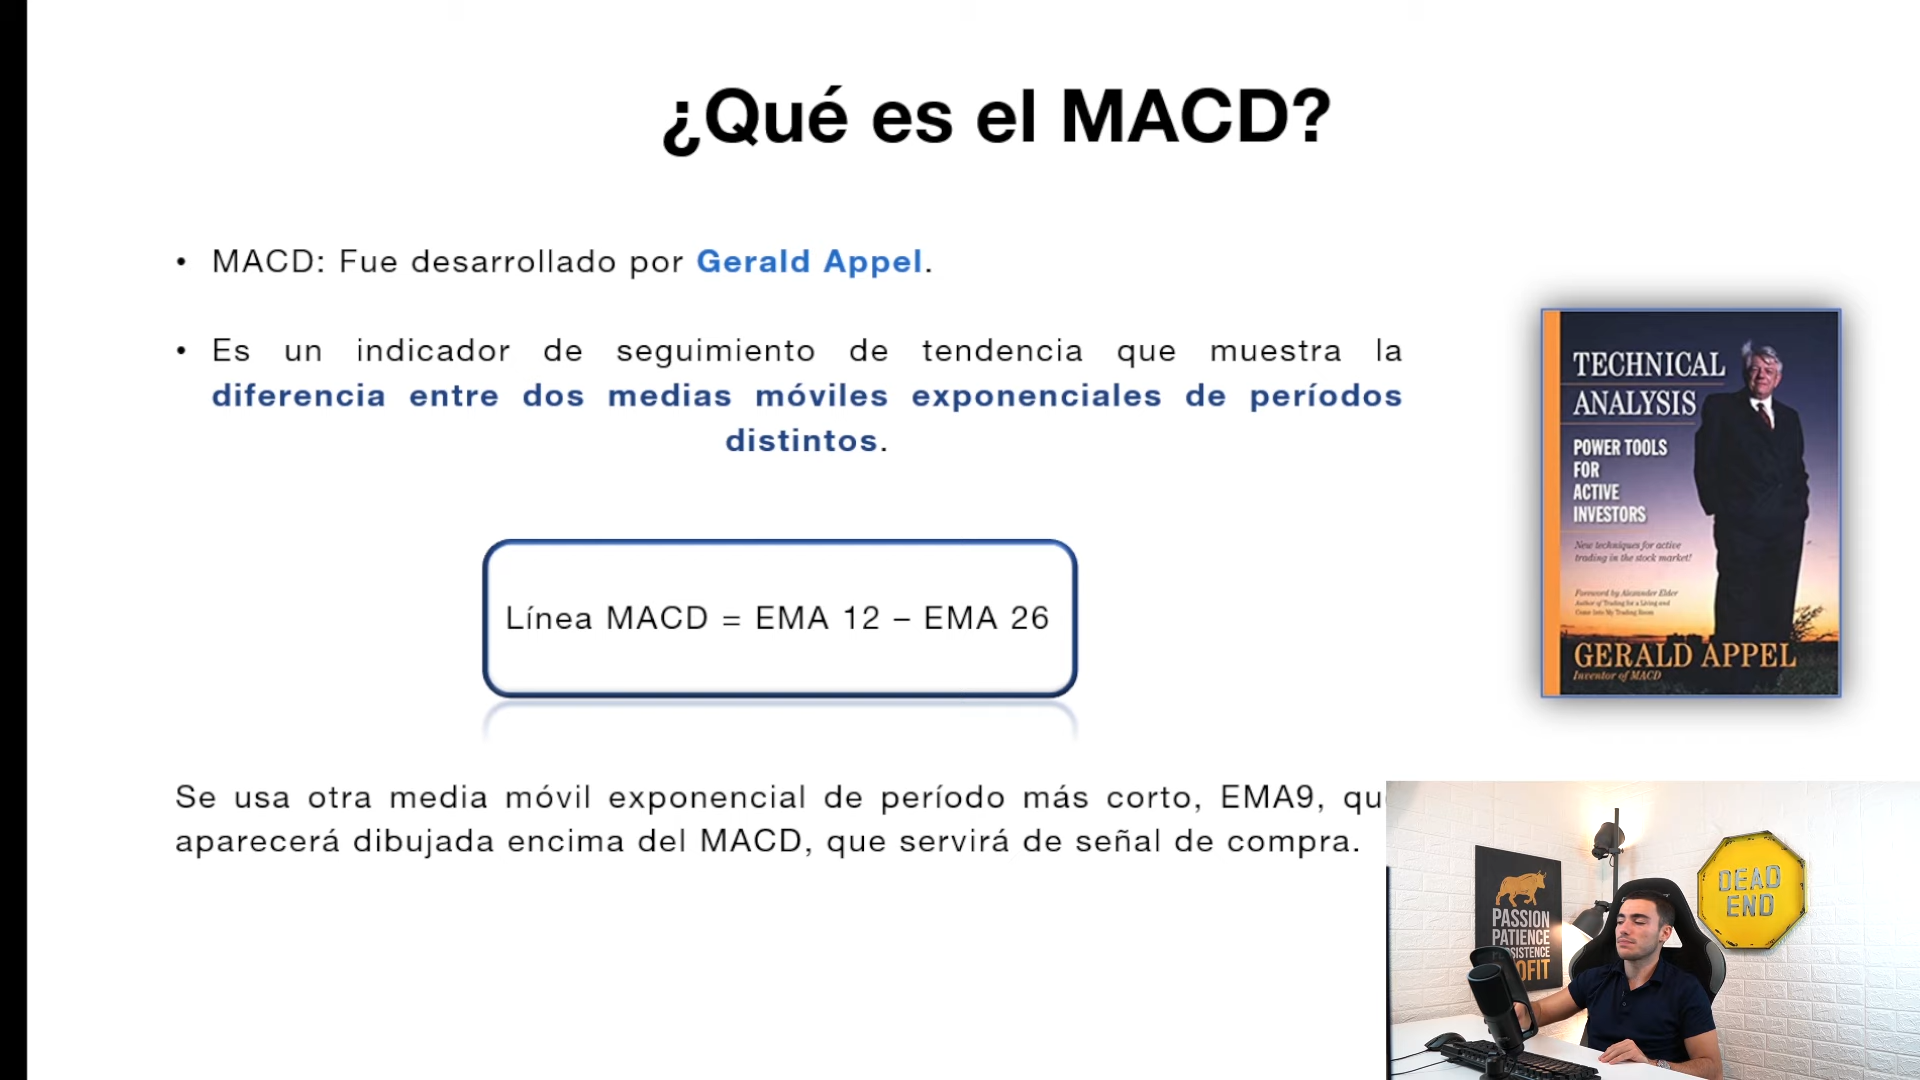 ¿Qué es el MACD?
• MACD: Fue desarrollado por Gerald Appel.
• Es un indicador de seguimiento de tendencia que muestra la
diferencia entre dos medias móviles exponenciales de períodos
distintos.
TECHNICAL
ANALYSIS
POWER TOOLS
FOR
ACTIVE
INVESTORS
New techniques for active
trading in the stock market!
Foreword by Alexander Elder
Author of Trading for a Living and
Come Into My Trading Room
GERALD APPEL
Inventor of MACD
Línea MACD = EMA 12 – EMA 26
Se usa otra media móvil exponencial de período más corto, EMA9, qu
aparecerá dibujada encima del MACD, que servirá de señal de compra.
PASSION
PATIENCE
SISTENCE
OFIT
DEAD
END